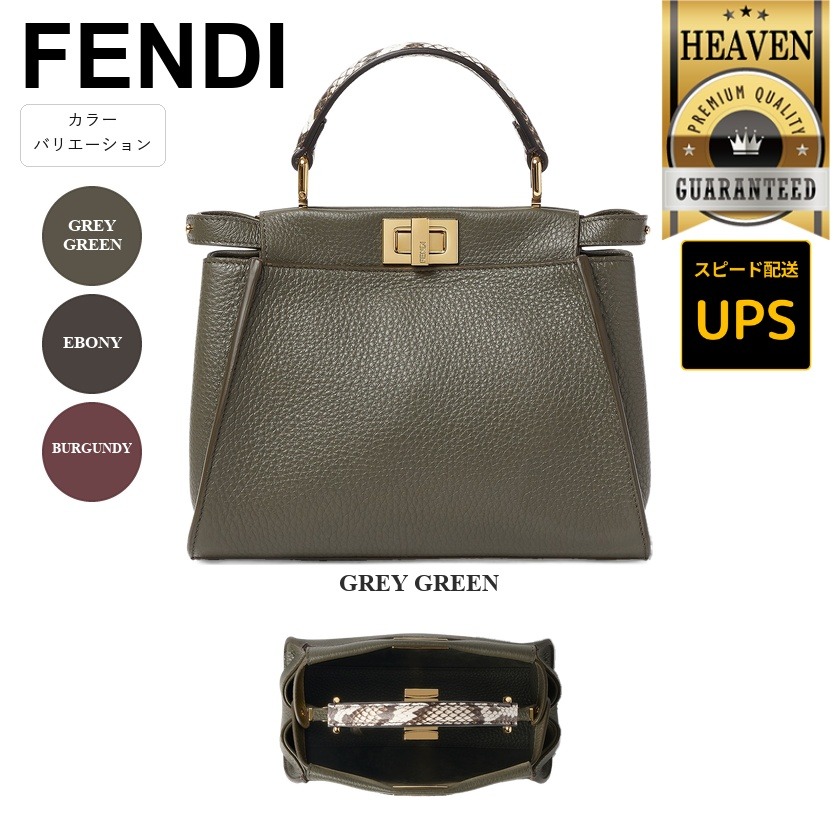 FENDI
カラー
バリエーション
GREY
GREEN
EBONY
BURGUNDY
HEAVEN
PREMIUM QUALITY
GUARANTEED
スピード配送
UPS
FENDI
GREY GREEN